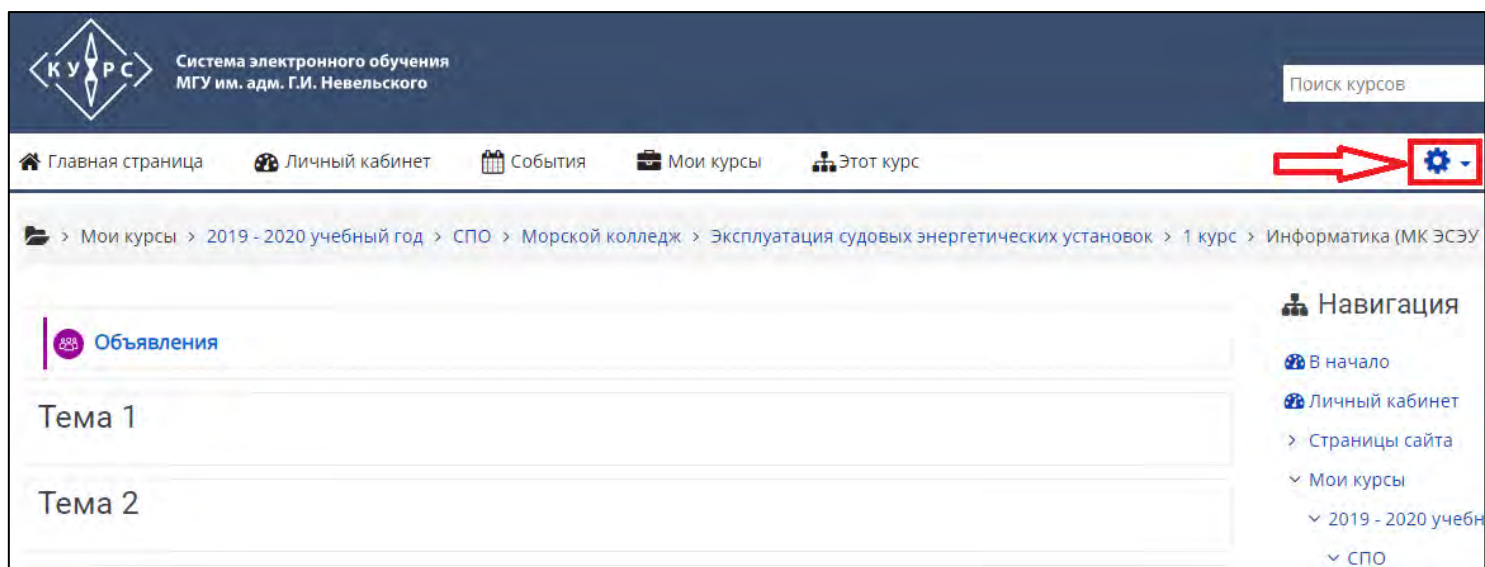 КУРС
Система электронного обучения
МГУ им. адм. Г.И. Невельского
Поиск курсов
Главная страница Личный кабинет События Мои курсы Этот курс
> Мои курсы > 2019 - 2020 учебный год > СПО > Морской колледж > Эксплуатация судовых энергетических установок > 1 курс > Информатика (МК ЭСЭУ
Объявления
Тема 1
Тема 2
Навигация
В начало
Личный кабинет
Страницы сайта
Мои курсы
2019 - 2020 учебн
СПО